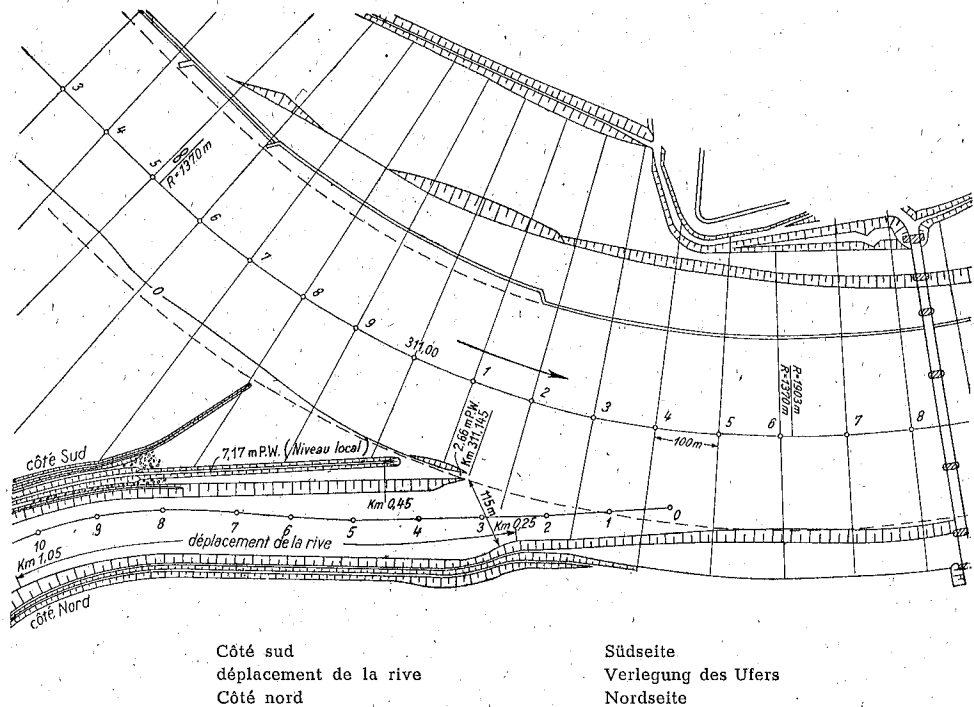 3
4
5
8
R=1370 m
6
7
8
9
311,00
1
2
3
4
5
6
7
8
100m
R=1903m
R=1370 m
0
2,66 m P.W.
Km 311,145
côté Sud
7,17 m P.W. (Niveau local)
Km 0,45
115m
Km 0,25
10
9
8
7
6
5
4
3
2
1
0
Km 1,05
déplacement de la rive
côté Nord
Côté sud
déplacement de la rive
Côté nord
Südseite
Verlegung des Ufers
Nordseite